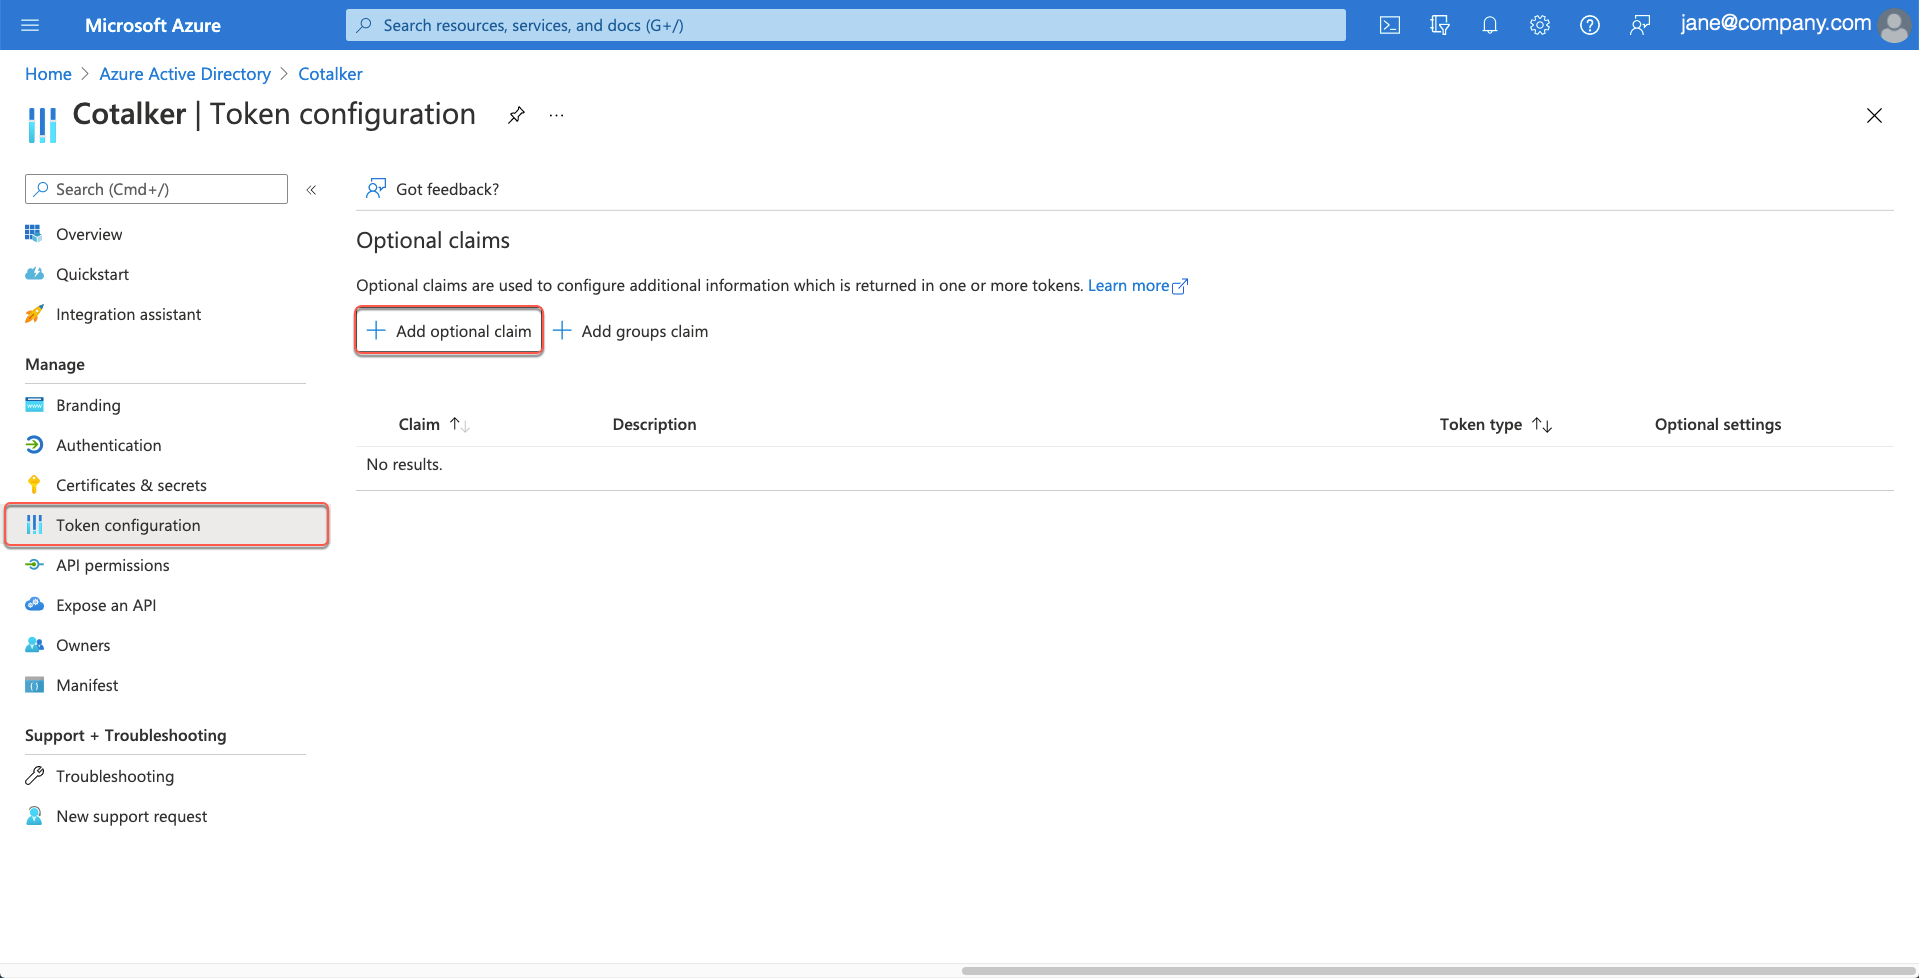 Microsoft Azure
Search resources, services, and docs (G+/)
jane@company.com
Home > Azure Active Directory > Cotalker
Cotalker | Token configuration
...
Search (Cmd+/)
«
Got feedback?
Overview
Quickstart
Integration assistant
Manage
Branding
Authentication
Certificates & secrets
Token configuration
API permissions
Expose an API
Owners
Manifest
Support + Troubleshooting
Troubleshooting
New support request
Optional claims
Optional claims are used to configure additional information which is returned in one or more tokens. Learn more
Add optional claim
Add groups claim
Claim ↑↓ Description Token type ↑↓ Optional settings
No results.